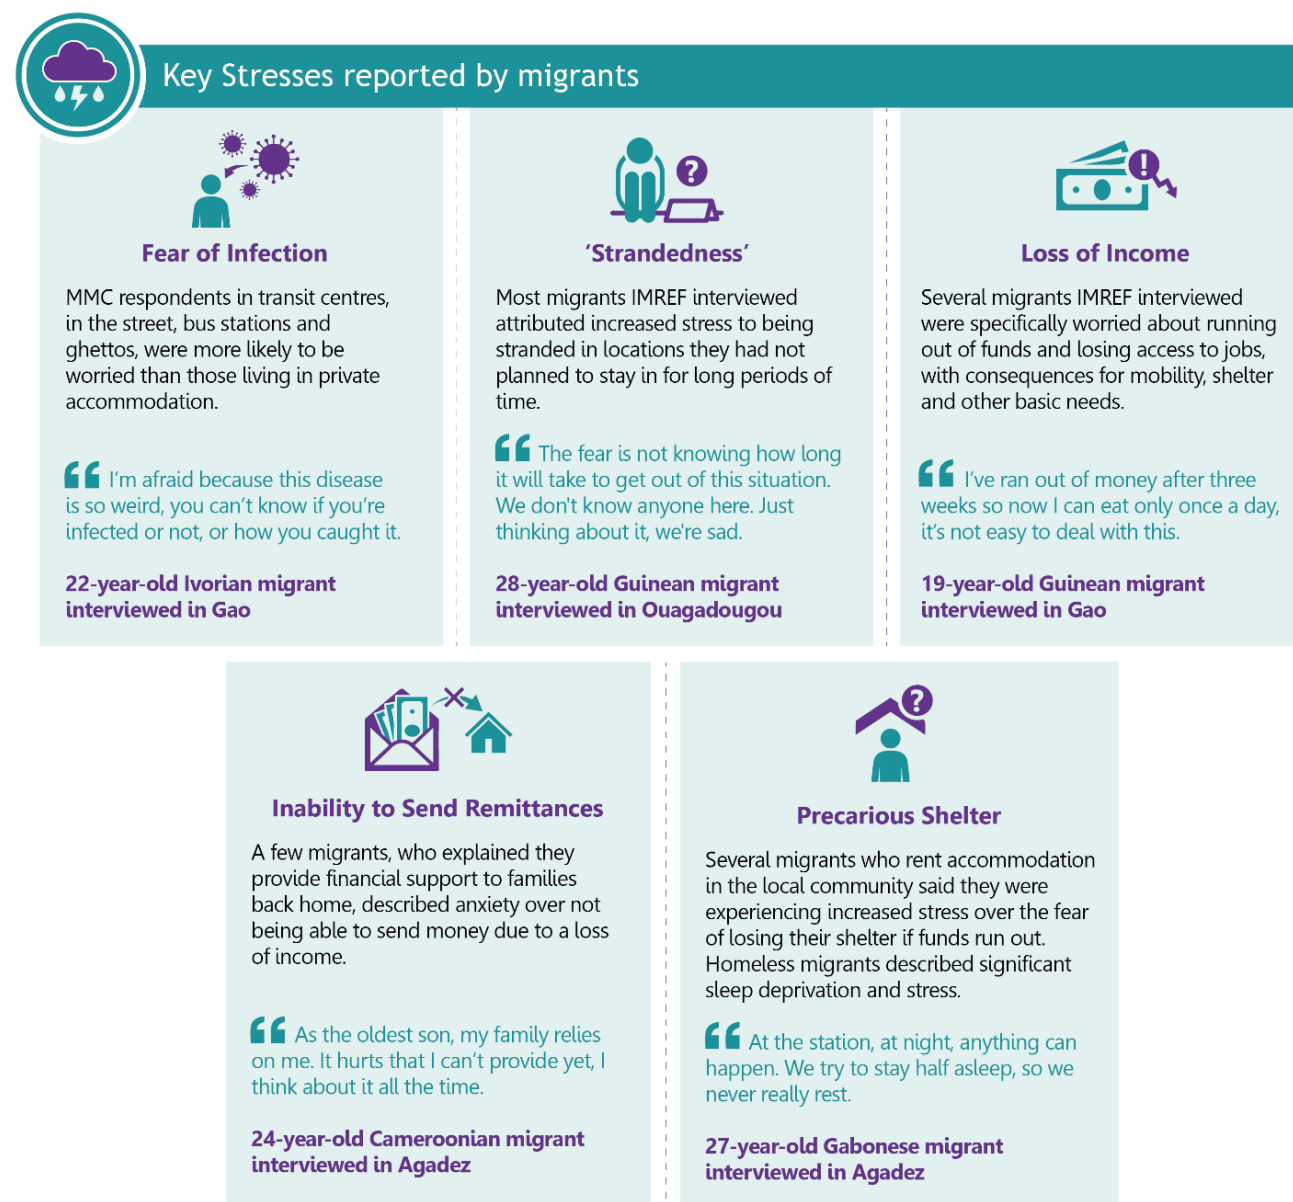 Key Stresses reported by migrants
Fear of Infection
MMC respondents in transit centres,
in the street, bus stations and
ghettos, were more likely to be
worried than those living in private
accommodation.
❝ I’m afraid because this disease
is so weird, you can’t know if you’re
infected or not, or how you caught it.
22-year-old Ivorian migrant
interviewed in Gao
‘Strandedness’
Most migrants IMREF interviewed
attributed increased stress to being
stranded in locations they had not
planned to stay in for long periods of
time.
❝ The fear is not knowing how long
it will take to get out of this situation.
We don't know anyone here. Just
thinking about it, we're sad.
28-year-old Guinean migrant
interviewed in Ouagadougou
Loss of Income
Several migrants IMREF interviewed
were specifically worried about running
out of funds and losing access to jobs,
with consequences for mobility, shelter
and other basic needs.
❝ I’ve ran out of money after three
weeks so now I can eat only once a day,
it’s not easy to deal with this.
19-year-old Guinean migrant
interviewed in Gao
Inability to Send Remittances
A few migrants, who explained they
provide financial support to families
back home, described anxiety over not
being able to send money due to a loss
of income.
❝ As the oldest son, my family relies
on me. It hurts that I can’t provide yet, I
think about it all the time.
24-year-old Cameroonian migrant
interviewed in Agadez
Precarious Shelter
Several migrants who rent accommodation
in the local community said they were
experiencing increased stress over the fear
of losing their shelter if funds run out.
Homeless migrants described significant
sleep deprivation and stress.
❝ At the station, at night, anything can
happen. We try to stay half asleep, so we
never really rest.
27-year-old Gabonese migrant
interviewed in Agadez